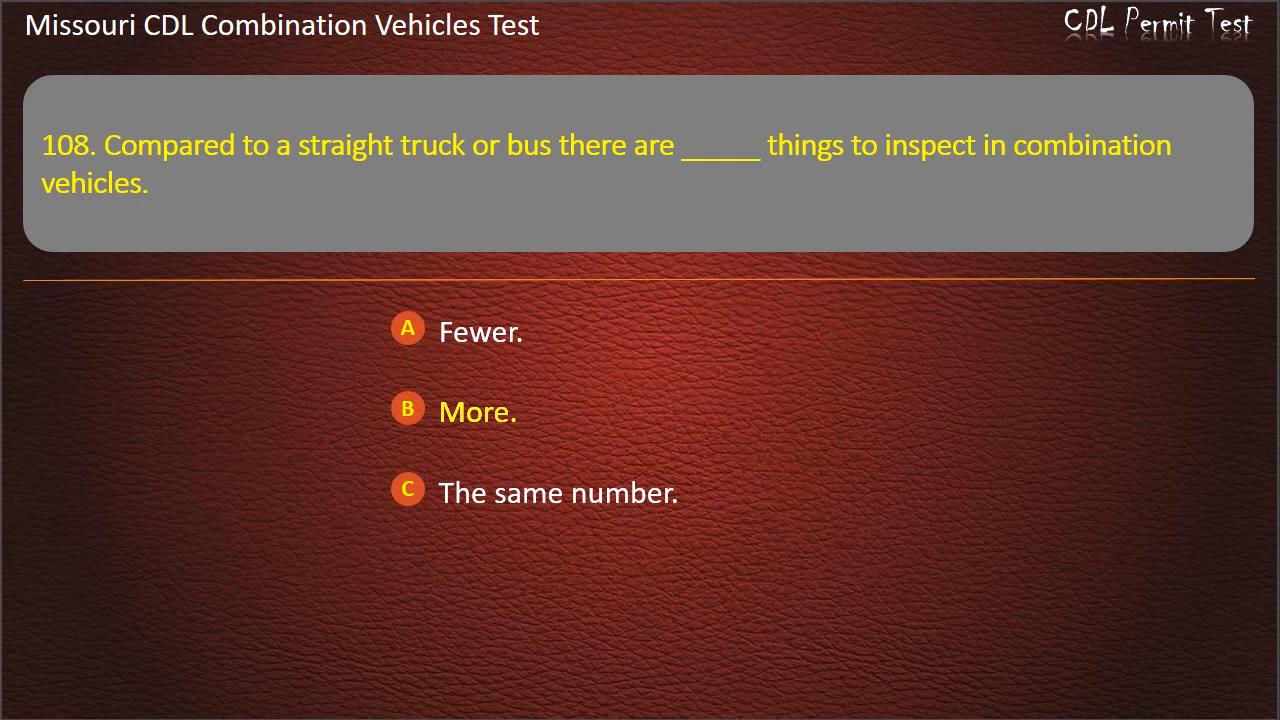 Missouri CDL Combination Vehicles Test
CDL Permit Test
108. Compared to a straight truck or bus there are _____ things to inspect in combination
vehicles.
A Fewer.
B More.
C The same number.